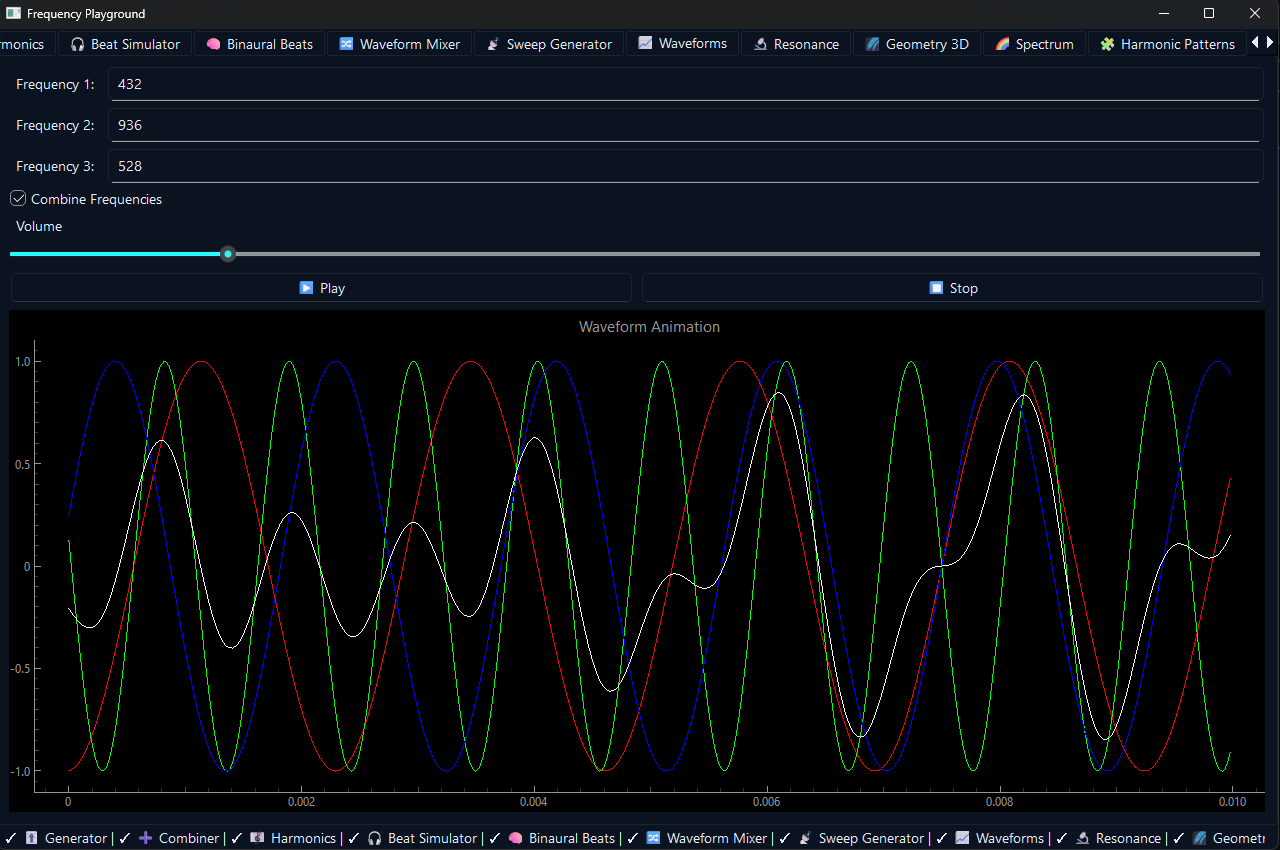 Frequency Playground
rmonics Beat Simulator Binaural Beats Waveform Mixer Sweep Generator Waveforms Resonance Geometry 3D Spectrum Harmonic Patterns
Frequency 1: 432
Frequency 2: 936
Frequency 3: 528
Combine Frequencies
Volume
Play Stop
Waveform Animation
1.0
0.5
0
-0.5
-1.0
0 0.002 0.004 0.006 0.008 0.010
✓ Generator | ✓ Combiner | ✓ Harmonics | ✓ Beat Simulator | ✓ Binaural Beats | ✓ Waveform Mixer | ✓ Sweep Generator | ✓ Waveforms | ✓ Resonance | ✓ Geometr